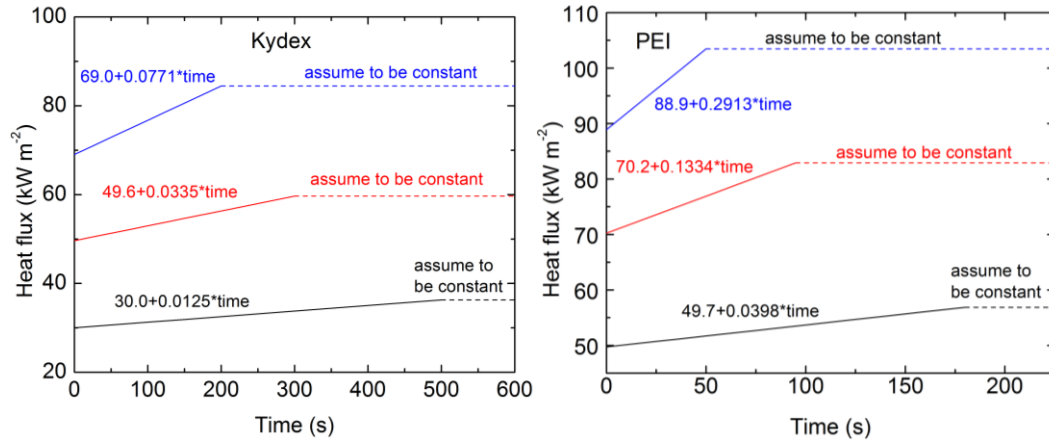 Kydex
100
80
60
40
20
Heat flux (kW m⁻²)
69.0+0.0771*time
assume to be constant
49.6+0.0335*time
assume to be constant
30.0+0.0125*time
assume to
be constant
0 100 200 300 400 500 600
Time (s)
PEI
110
100
90
80
70
60
50
Heat flux (kW m⁻²)
assume to be constant
88.9+0.2913*time
70.2+0.1334*time
assume to be constant
49.7+0.0398*time
assume to
be constant
0 50 100 150 200
Time (s)